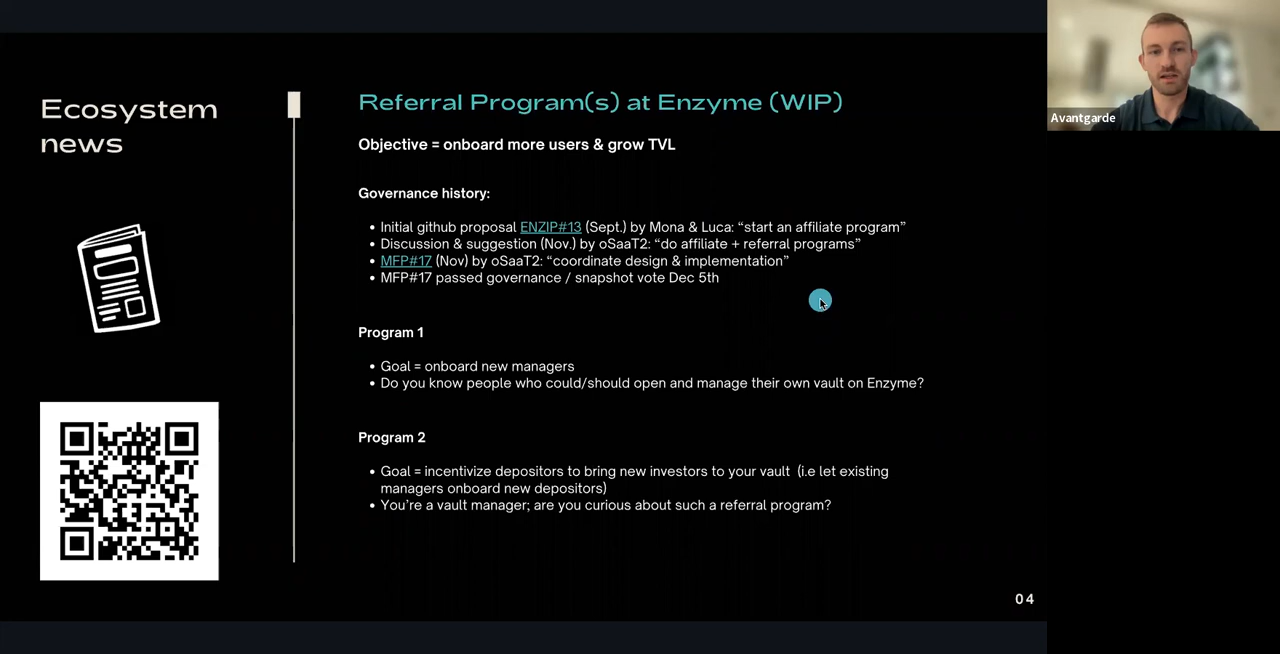 Ecosystem
news
Referral Program(s) at Enzyme (WIP)
Objective = onboard more users & grow TVL
Governance history:
• Initial github proposal ENZIP#13 (Sept.) by Mona & Luca: “start an affiliate program”
• Discussion & suggestion (Nov.) by oSaaT2: “do affiliate + referral programs”
• MFP#17 (Nov) by oSaaT2: “coordinate design & implementation”
• MFP#17 passed governance / snapshot vote Dec 5th
Program 1
• Goal = onboard new managers
• Do you know people who could/should open and manage their own vault on Enzyme?
Program 2
• Goal = incentivize depositors to bring new investors to your vault (i.e let existing
managers onboard new depositors)
• You’re a vault manager; are you curious about such a referral program?
04
Avantgarde